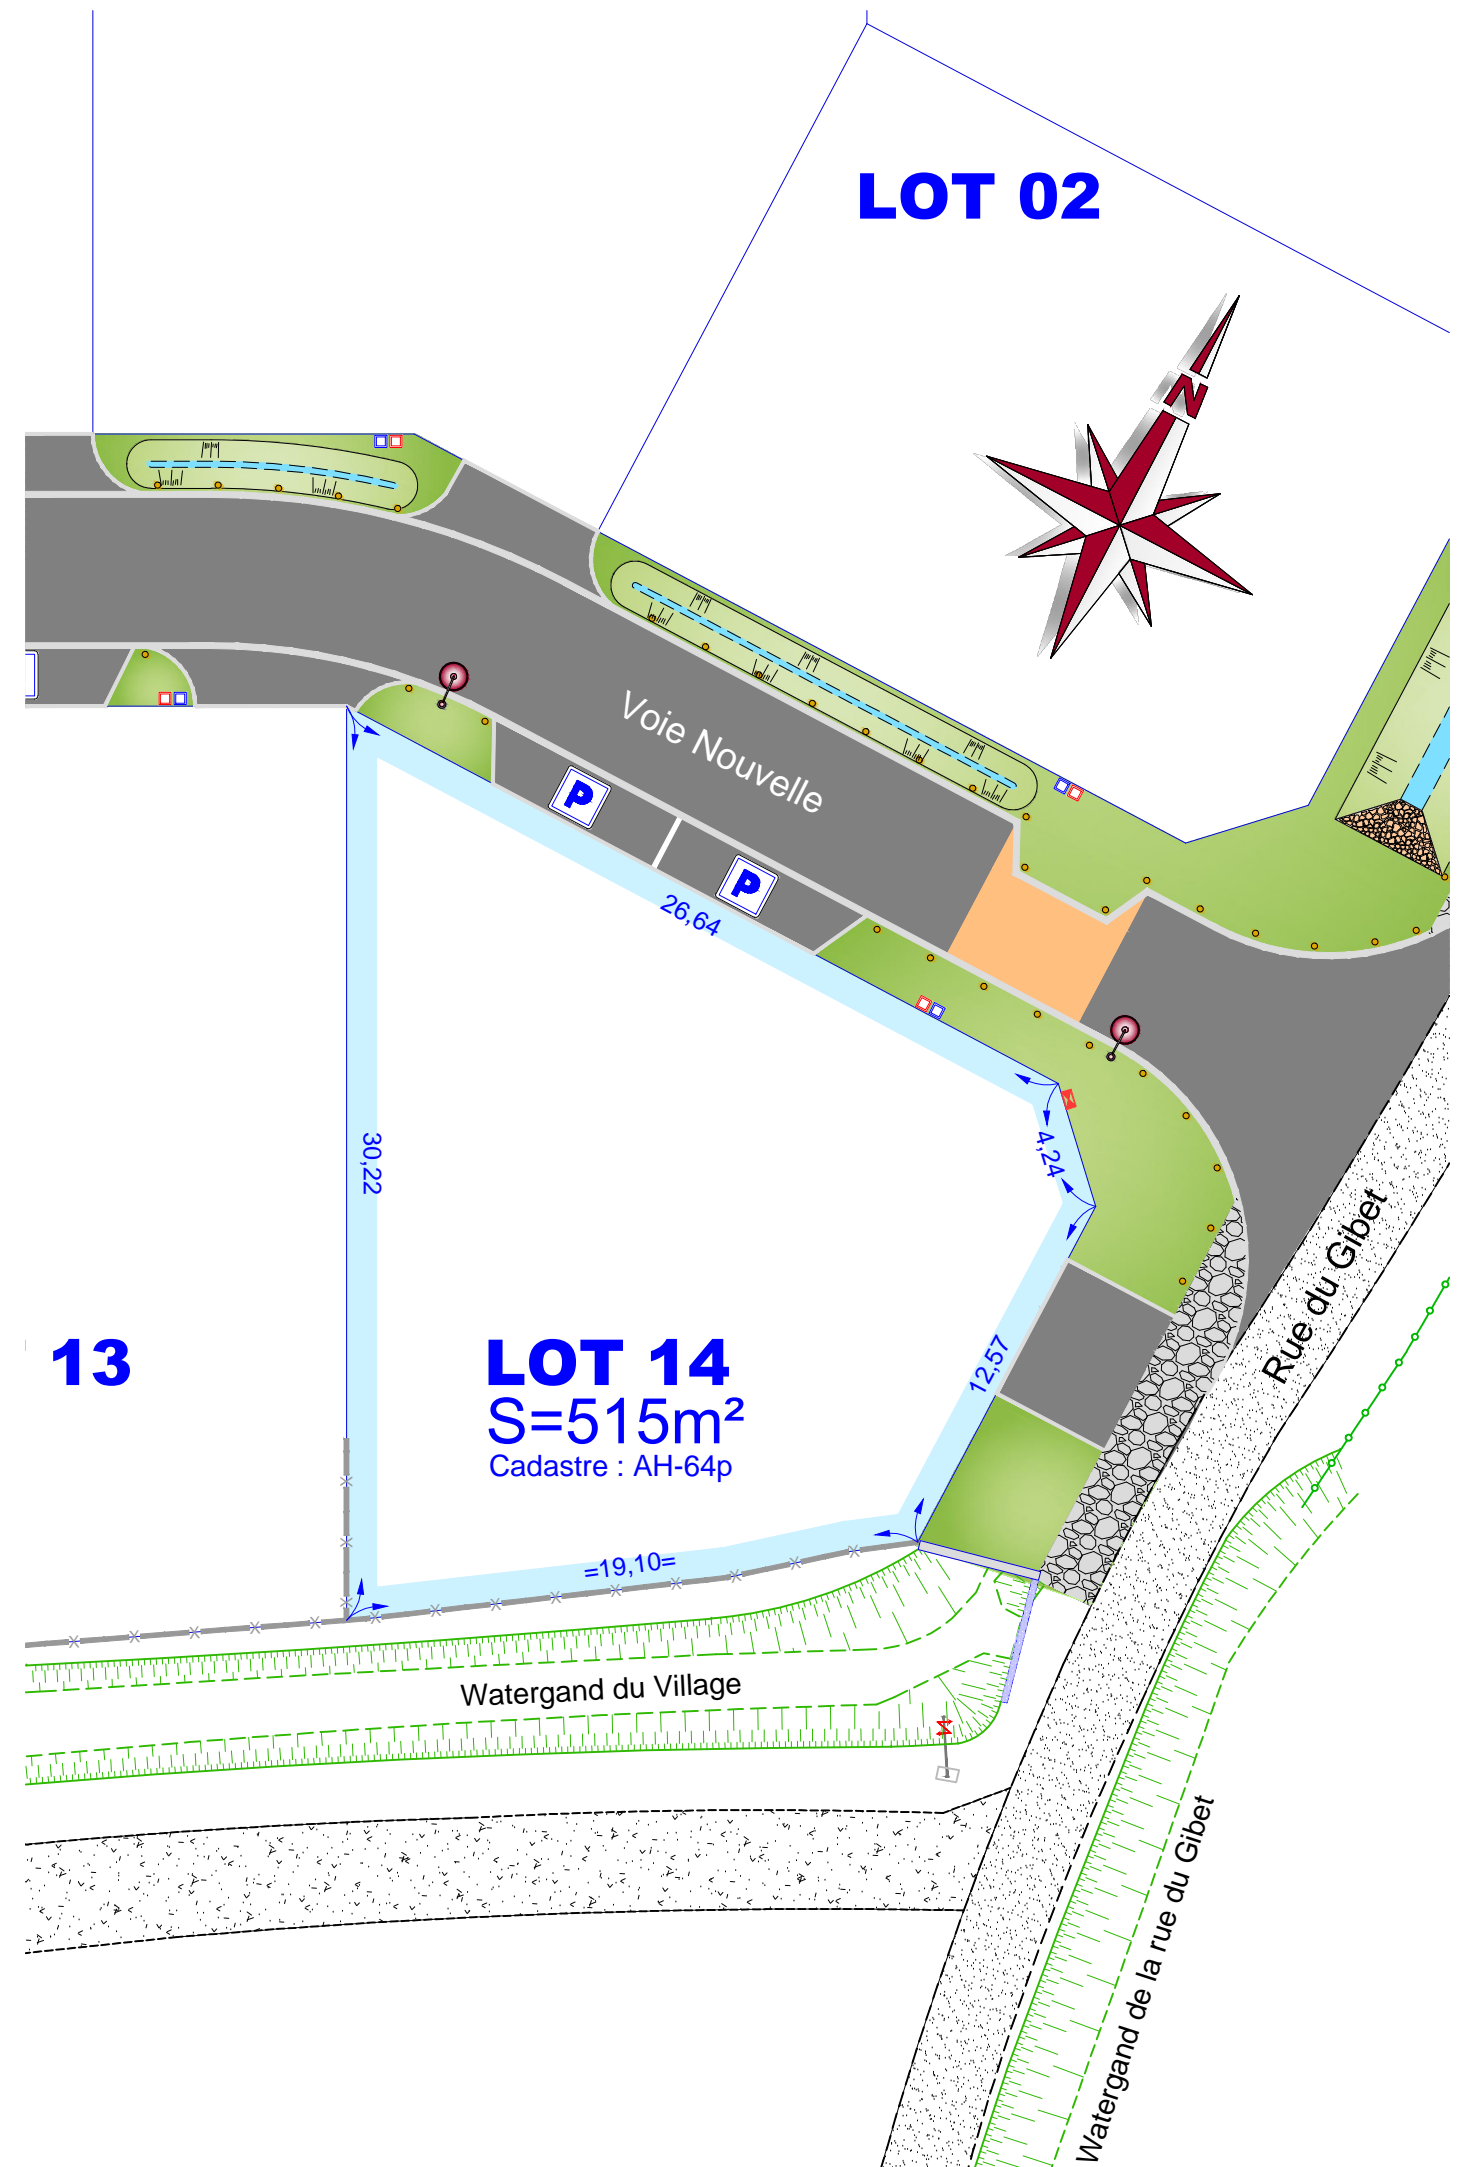 LOT 02
N
Voie Nouvelle
P
P
26,64
30,22
4,24
12,57
Rue du Gibet
13
LOT 14
S=515m²
Cadastre : AH-64p
=19,10=
Watergand du Village
Watergand de la rue du Gibet